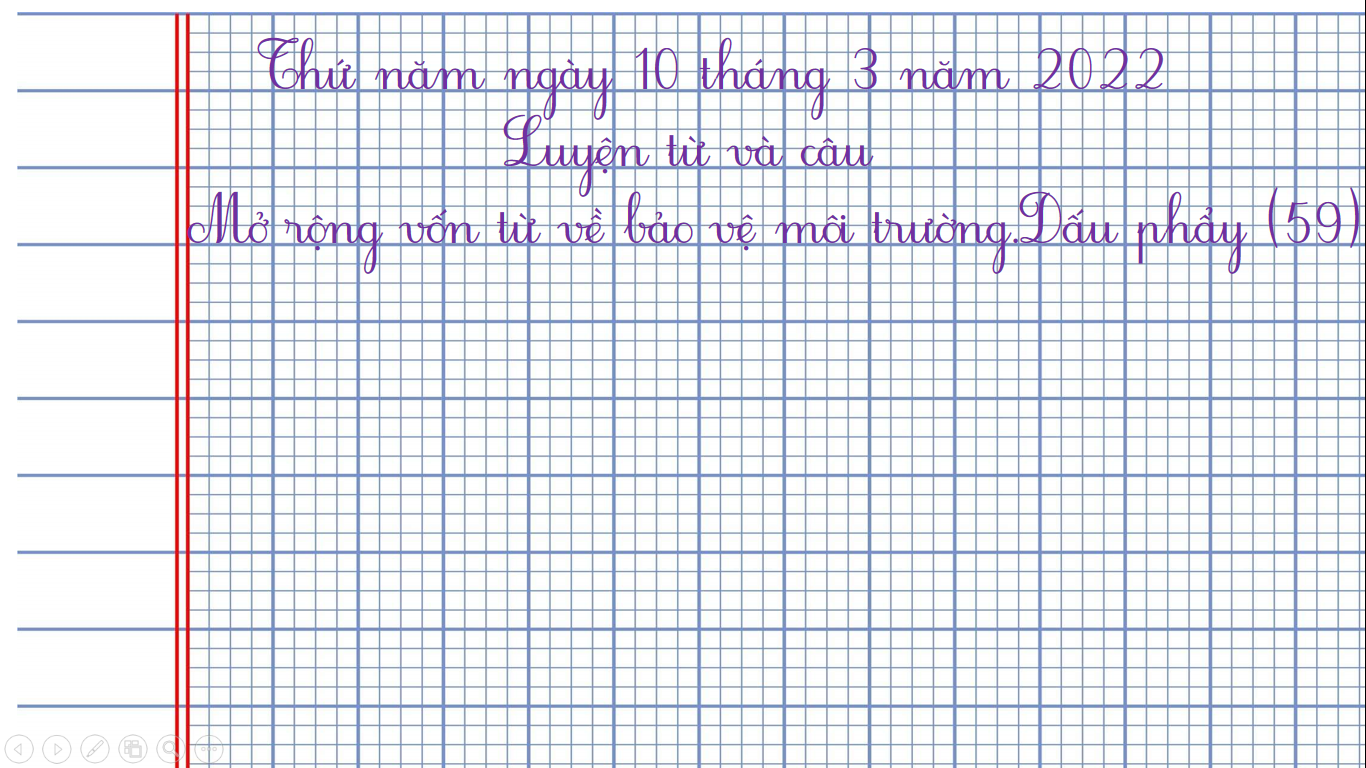 Thứ năm ngày 10 tháng 3 năm 2022
Luyện từ và câu
Mở rộng vốn từ về bảo vệ môi trường.Dấu phẩy (59)